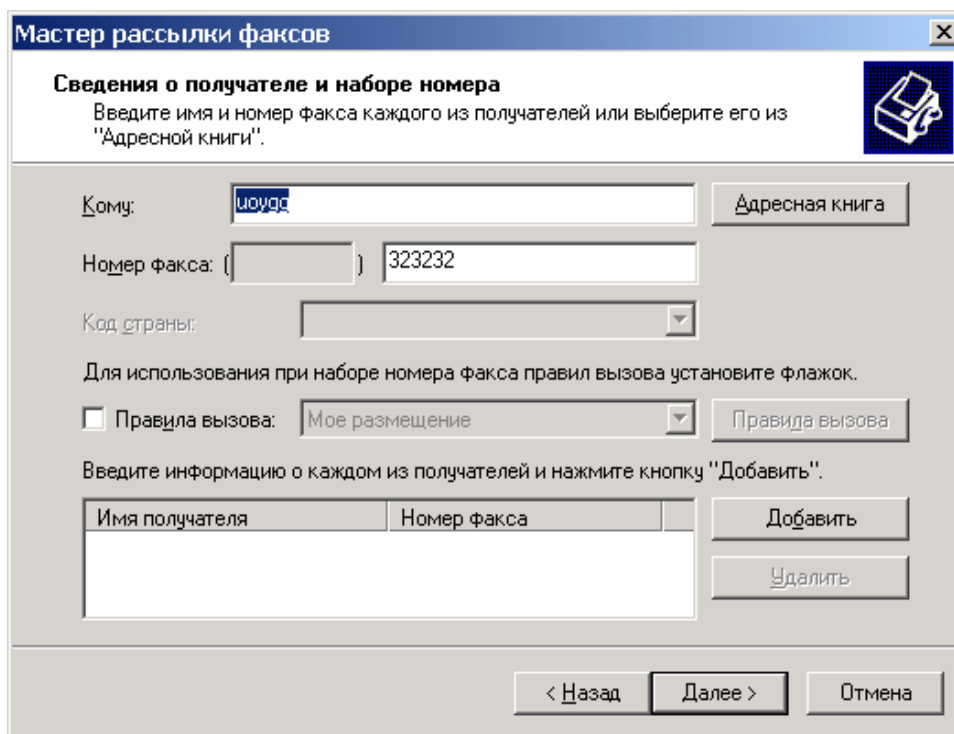 Мастер рассылки факсов
Сведения о получателе и наборе номера
Введите имя и номер факса каждого из получателей или выберите его из
"Адресной книги".
Кому: uoygg Адресная книга
Номер факса: ( ) 323232
Код страны:
Для использования при наборе номера факса правил вызова установите флажок.
Правила вызова: Мое размещение Правила вызова
Введите информацию о каждом из получателей и нажмите кнопку "Добавить".
Имя получателя Номер факса Добавить
Удалить
< Назад Далее > Отмена